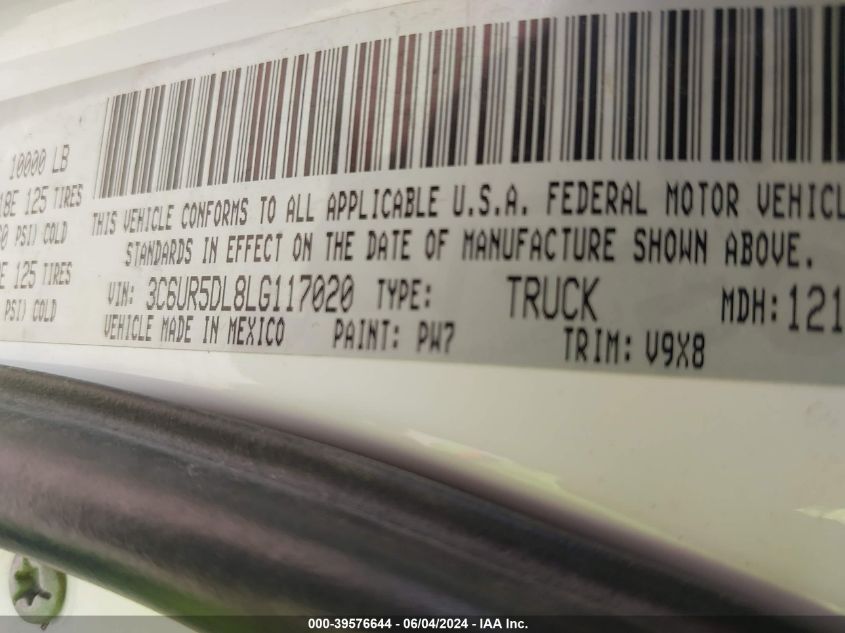 10000 LB
18E 125 TIRES
0 PSI) COLD
E 125 TIRES
PSI) COLD
THIS VEHICLE CONFORMS TO ALL APPLICABLE U.S.A. FEDERAL MOTOR VEHICL
STANDARDS IN EFFECT ON THE DATE OF MANUFACTURE SHOWN ABOVE.
VIN: 3C6UR5DL8LG117020 TYPE: TRUCK MDH: 121
VEHICLE MADE IN MEXICO PAINT: PW7 TRIM: V9X8
000-39576644 - 06/04/2024 - IAA Inc.